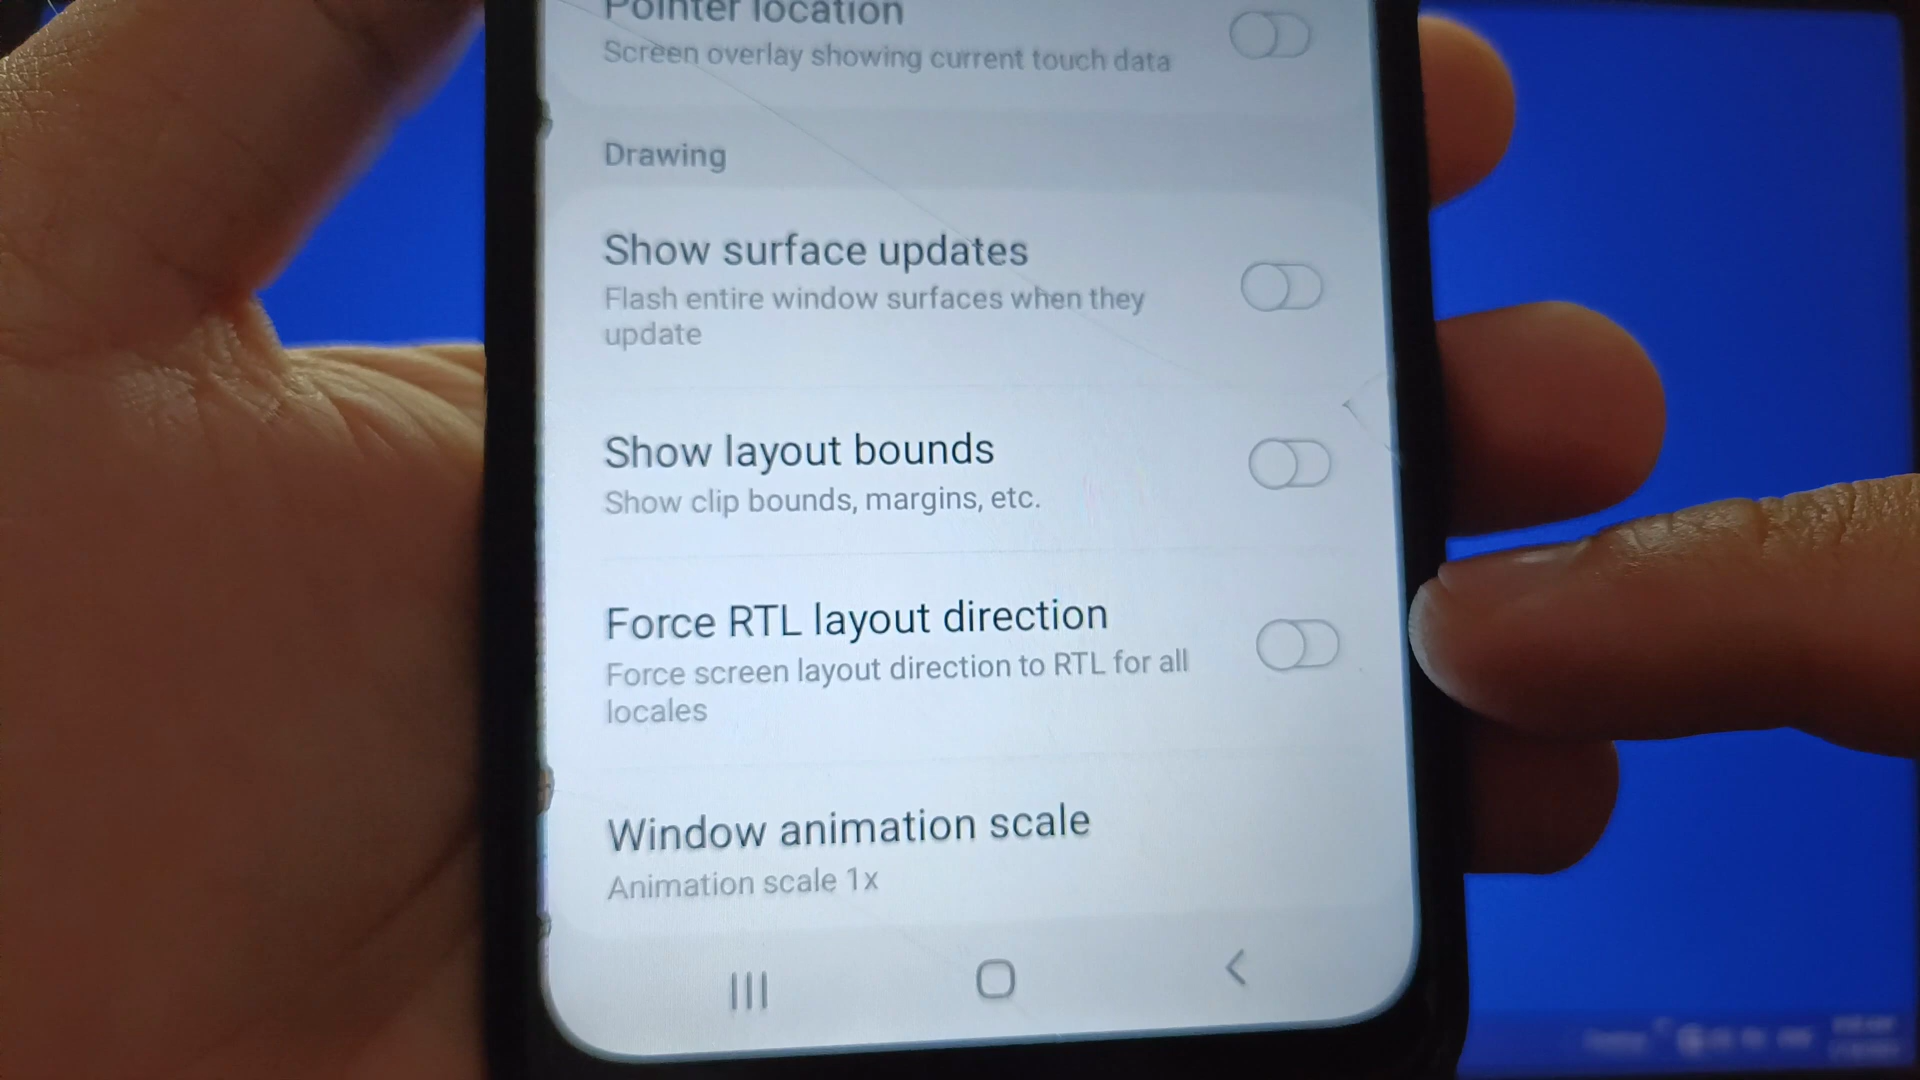 Pointer location
Screen overlay showing current touch data
Drawing
Show surface updates
Flash entire window surfaces when they
update
Show layout bounds
Show clip bounds, margins, etc.
Force RTL layout direction
Force screen layout direction to RTL for all
locales
Window animation scale
Animation scale 1x